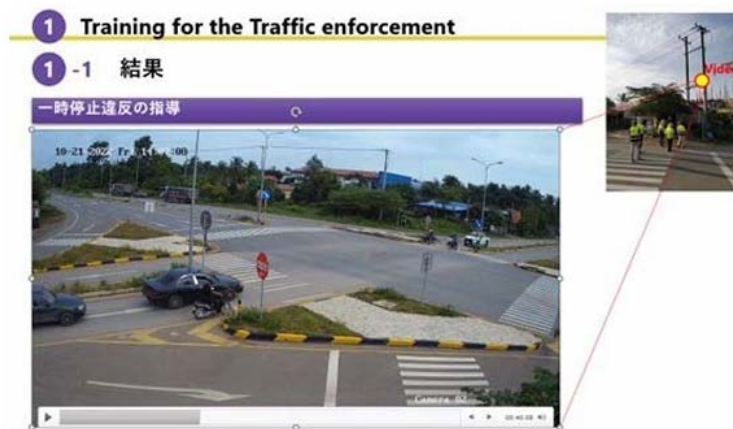 1 Training for the Traffic enforcement
1 -1 結果
一時停止違反の指導
Video
10-21-2022 Fri
Camera 02